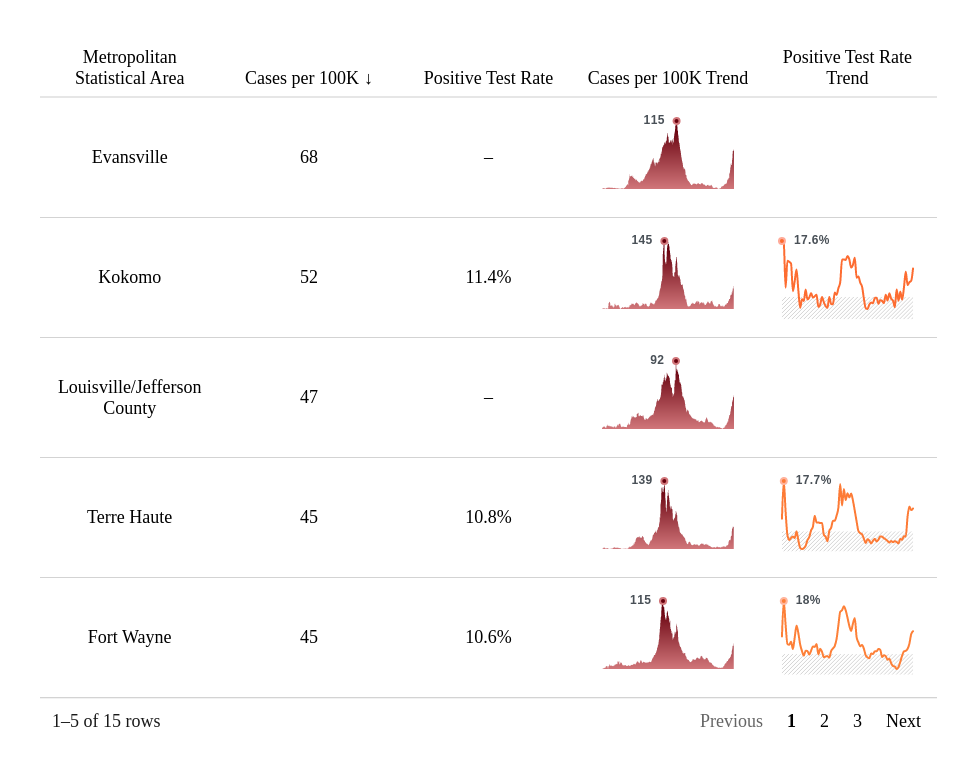 Metropolitan
Statistical Area
Cases per 100K ↓
Positive Test Rate
Cases per 100K Trend
Positive Test Rate
Trend
Evansville
68
–
115
Kokomo
52
11.4%
145
17.6%
Louisville/Jefferson
County
47
–
92
Terre Haute
45
10.8%
139
17.7%
Fort Wayne
45
10.6%
115
18%
1–5 of 15 rows
Previous 1 2 3 Next